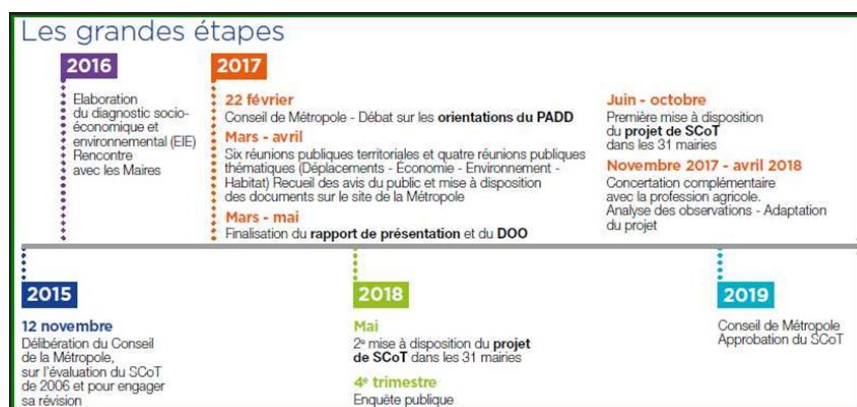 Les grandes étapes
2016
Elaboration
du diagnostic socio-
économique et
environnemental (EIE)
Rencontre
avec les Maires
2017
22 février
Conseil de Métropole - Débat sur les orientations du PADD
Mars - avril
Six réunions publiques territoriales et quatre réunions publiques
thématiques (Déplacements - Économie - Environnement -
Habitat) Recueil des avis du public et mise à disposition
des documents sur le site de la Métropole
Mars - mai
Finalisation du rapport de présentation et du DOO
Juin - octobre
Première mise à disposition
du projet de SCoT
dans les 31 mairies
Novembre 2017 - avril 2018
Concertation complémentaire
avec la profession agricole.
Analyse des observations - Adaptation
du projet
2015
12 novembre
Délibération du Conseil
de la Métropole,
sur l'évaluation du SCoT
de 2006 et pour engager
sa révision
2018
Mai
2e mise à disposition du projet
de SCoT dans les 31 mairies
4e trimestre
Enquête publique
2019
Conseil de Métropole
Approbation du SCoT